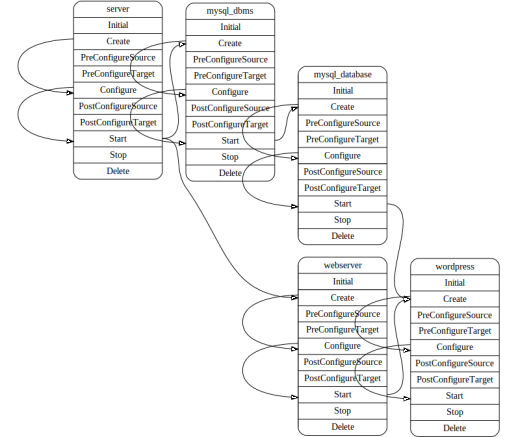 server
Initial
Create
PreConfigureSource
PreConfigureTarget
Configure
PostConfigureSource
PostConfigureTarget
Start
Stop
Delete
mysql_dbms
Initial
Create
PreConfigureSource
PreConfigureTarget
Configure
PostConfigureSource
PostConfigureTarget
Start
Stop
Delete
mysql_database
Initial
Create
PreConfigureSource
PreConfigureTarget
Configure
PostConfigureSource
PostConfigureTarget
Start
Stop
Delete
webserver
Initial
Create
PreConfigureSource
PreConfigureTarget
Configure
PostConfigureSource
PostConfigureTarget
Start
Stop
Delete
wordpress
Initial
Create
PreConfigureSource
PreConfigureTarget
Configure
PostConfigureSource
PostConfigureTarget
Start
Stop
Delete